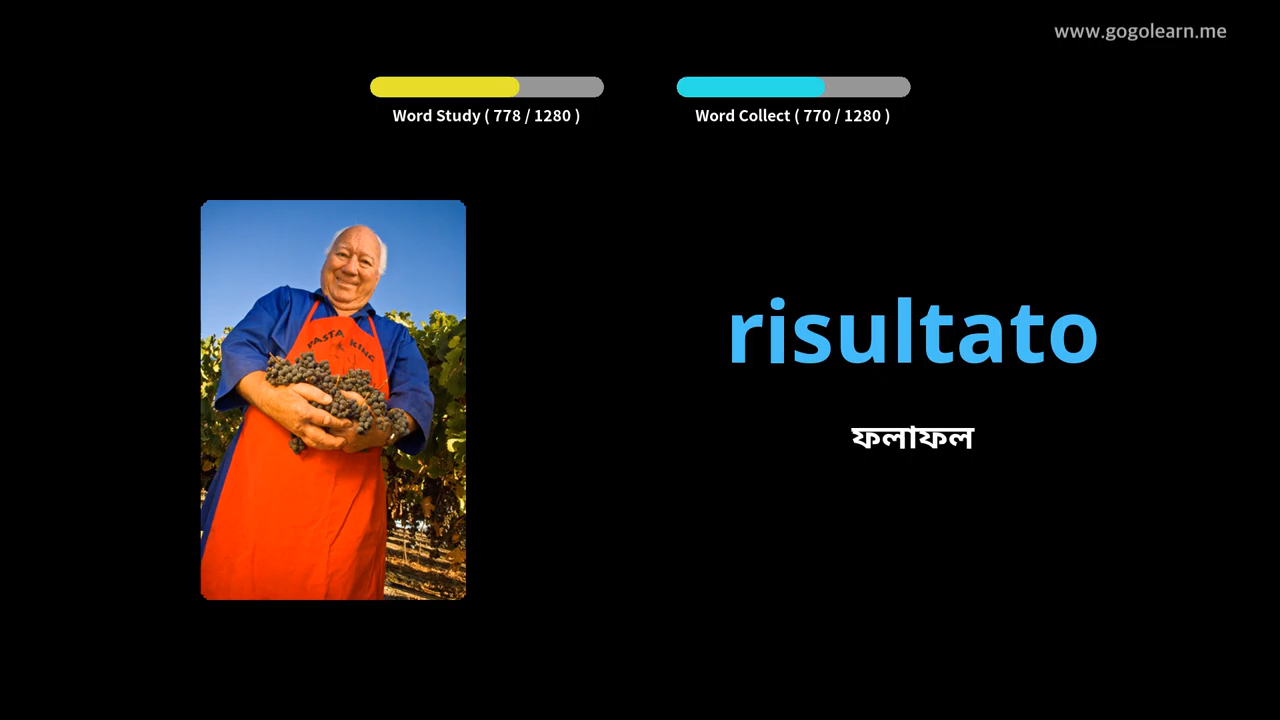 www.gogolearn.me
Word Study ( 778 / 1280 )
Word Collect ( 770 / 1280 )
PASTA KING
risultato
ফলাফল